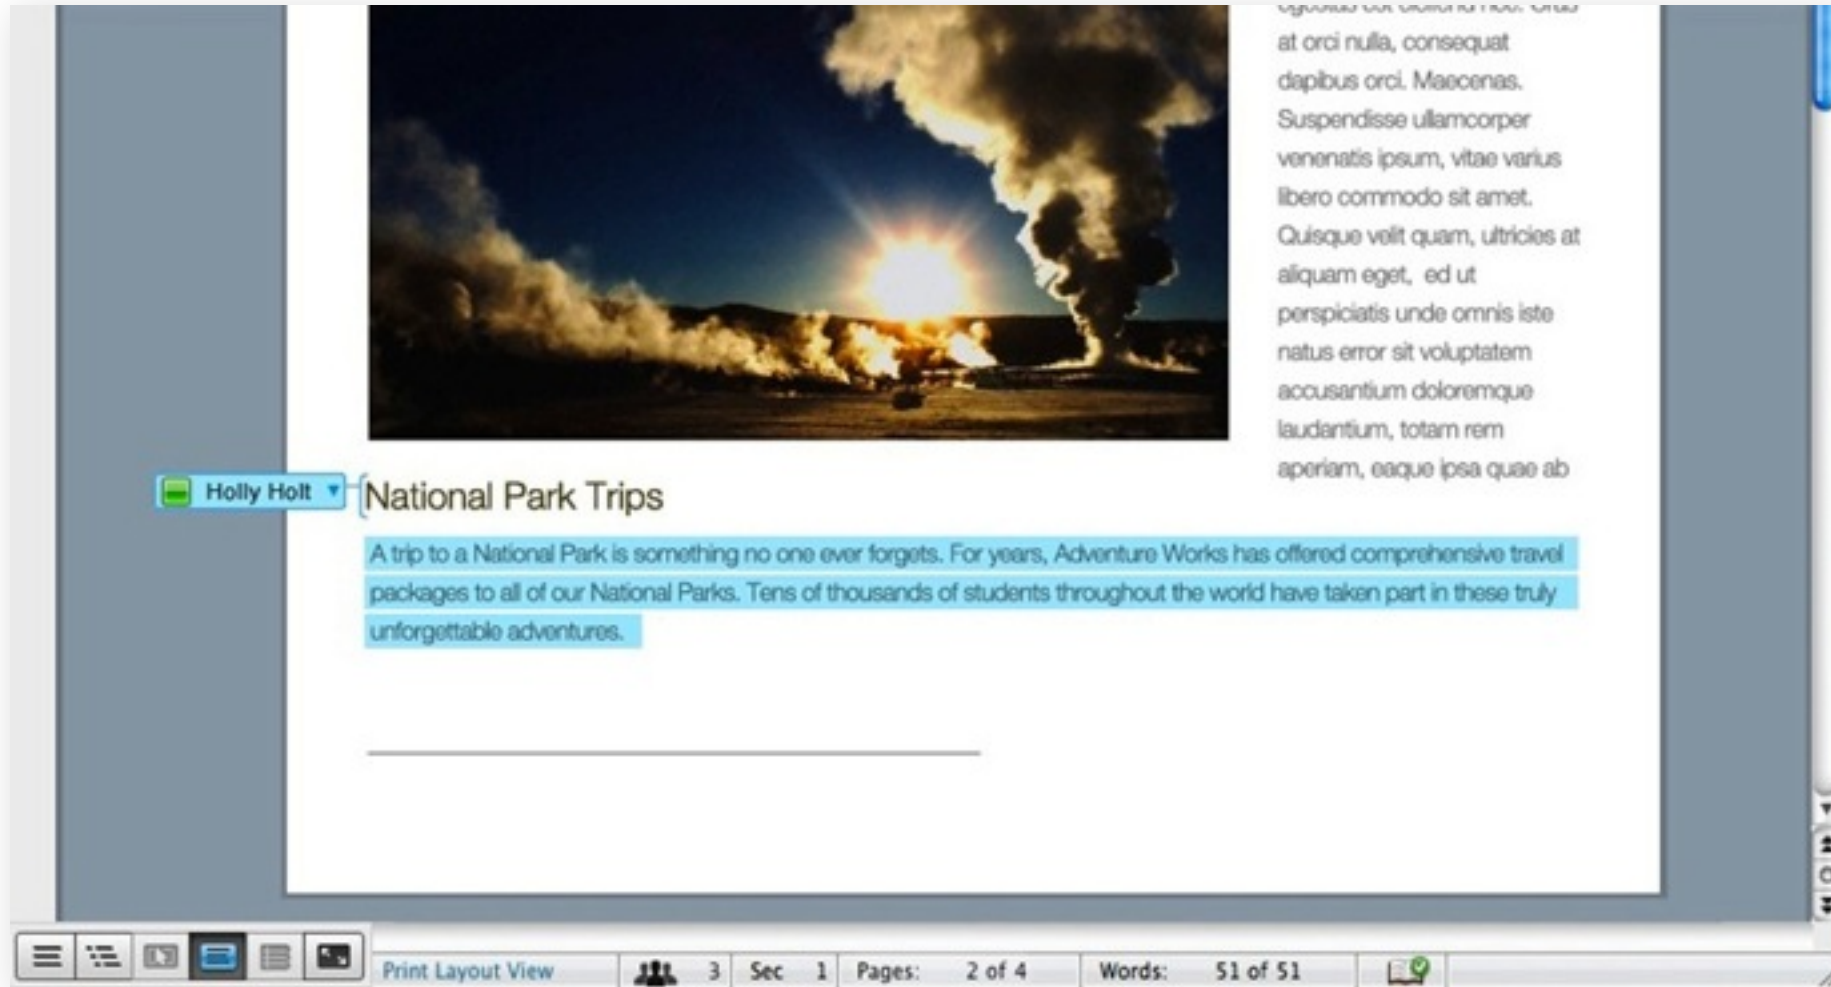 at orci nulla, consequat
dapibus orci. Maecenas.
Suspendisse ullamcorper
venenatis ipsum, vitae varius
libero commodo sit amet.
Quisque velit quam, ultricies at
aliquam eget, ed ut
perspiciatis unde omnis iste
natus error sit voluptatem
accusantium doloremque
laudantium, totam rem
aperiam, eaque ipsa quae ab
Holly Holt
National Park Trips
A trip to a National Park is something no one ever forgets. For years, Adventure Works has offered comprehensive travel
packages to all of our National Parks. Tens of thousands of students throughout the world have taken part in these truly
unforgettable adventures.
Print Layout View 3 Sec 1 Pages: 2 of 4 Words: 51 of 51